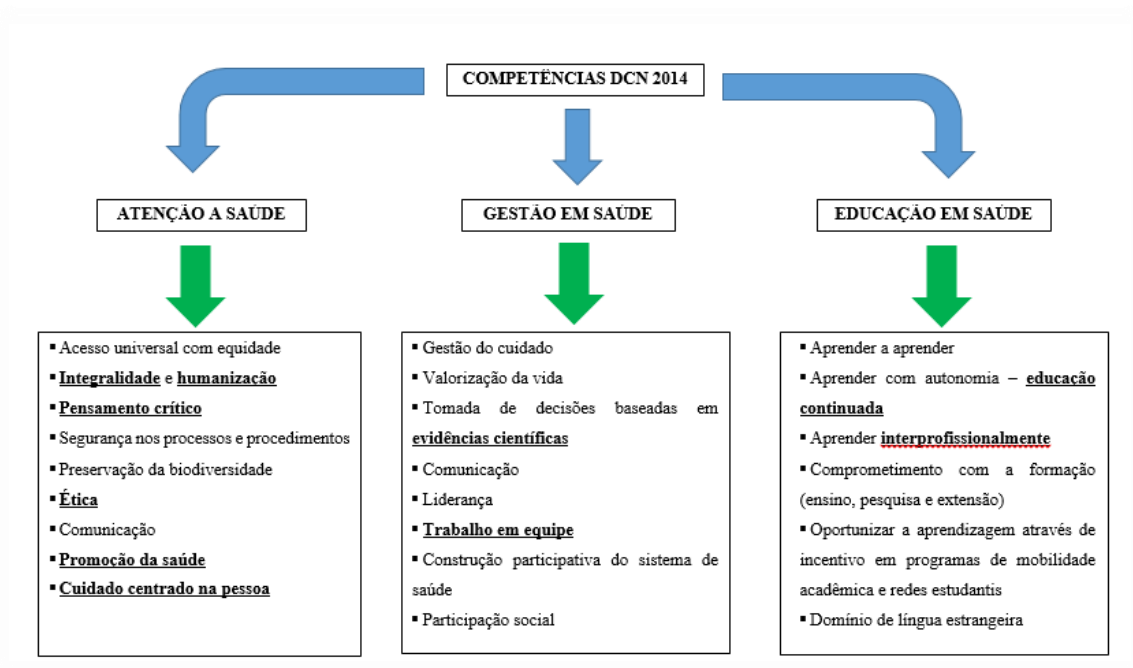 COMPETÊNCIAS DCN 2014
ATENÇÃO A SAÚDE
▪ Acesso universal com equidade
▪ Integralidade e humanização
▪ Pensamento crítico
▪ Segurança nos processos e procedimentos
▪ Preservação da biodiversidade
▪ Ética
▪ Comunicação
▪ Promoção da saúde
▪ Cuidado centrado na pessoa
GESTÃO EM SAÚDE
▪ Gestão do cuidado
▪ Valorização da vida
▪ Tomada de decisões baseadas em
evidências científicas
▪ Comunicação
▪ Liderança
▪ Trabalho em equipe
▪ Construção participativa do sistema de
saúde
▪ Participação social
EDUCAÇÃO EM SAÚDE
▪ Aprender a aprender
▪ Aprender com autonomia – educação
continuada
▪ Aprender interprofissionalmente
▪ Comprometimento com a formação
(ensino, pesquisa e extensão)
▪ Oportunizar a aprendizagem através de
incentivo em programas de mobilidade
acadêmica e redes estudantis
▪ Domínio de língua estrangeira